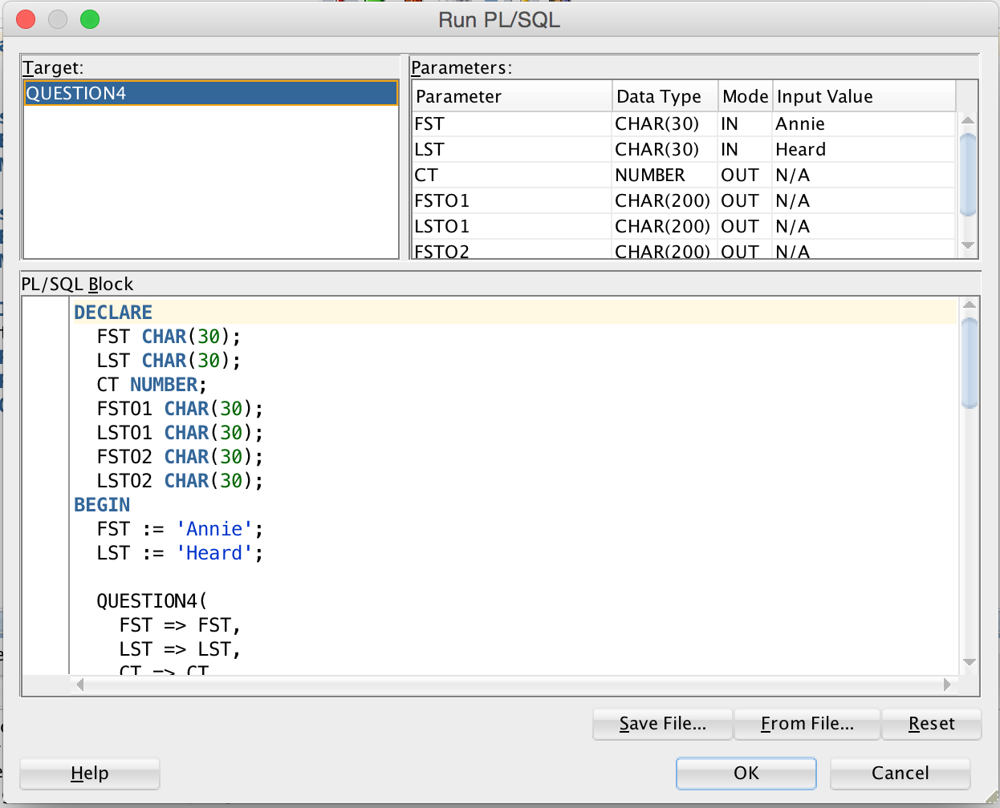 Run PL/SQL
Target:
QUESTION4
Parameters:
Parameter Data Type Mode Input Value
FST CHAR(30) IN Annie
LST CHAR(30) IN Heard
CT NUMBER OUT N/A
FSTO1 CHAR(200) OUT N/A
LSTO1 CHAR(200) OUT N/A
FSTO2 CHAR(200) OUT N/A
PL/SQL Block
DECLARE
FST CHAR(30);
LST CHAR(30);
CT NUMBER;
FSTO1 CHAR(30);
LSTO1 CHAR(30);
FSTO2 CHAR(30);
LSTO2 CHAR(30);
BEGIN
FST := 'Annie';
LST := 'Heard';
QUESTION4(
FST => FST,
LST => LST,
CT => CT
Save File... From File... Reset
Help OK Cancel